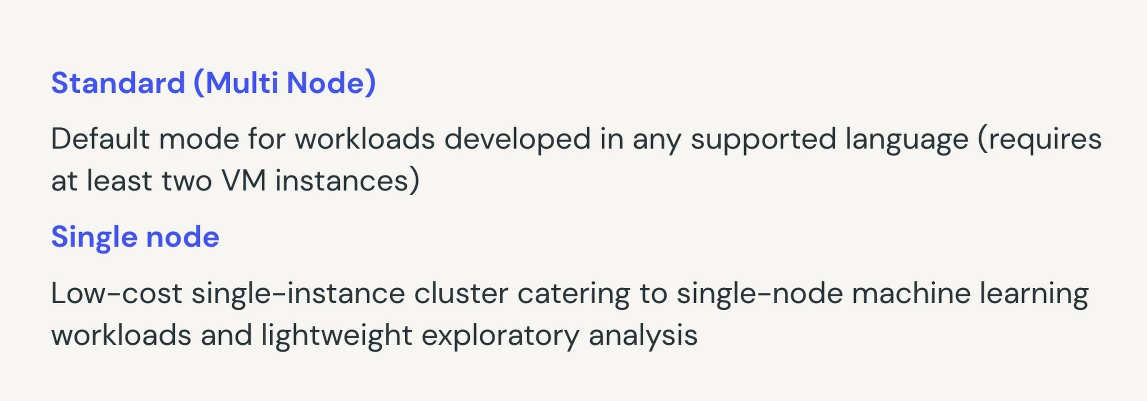 Standard (Multi Node)
Default mode for workloads developed in any supported language (requires
at least two VM instances)
Single node
Low-cost single-instance cluster catering to single-node machine learning
workloads and lightweight exploratory analysis